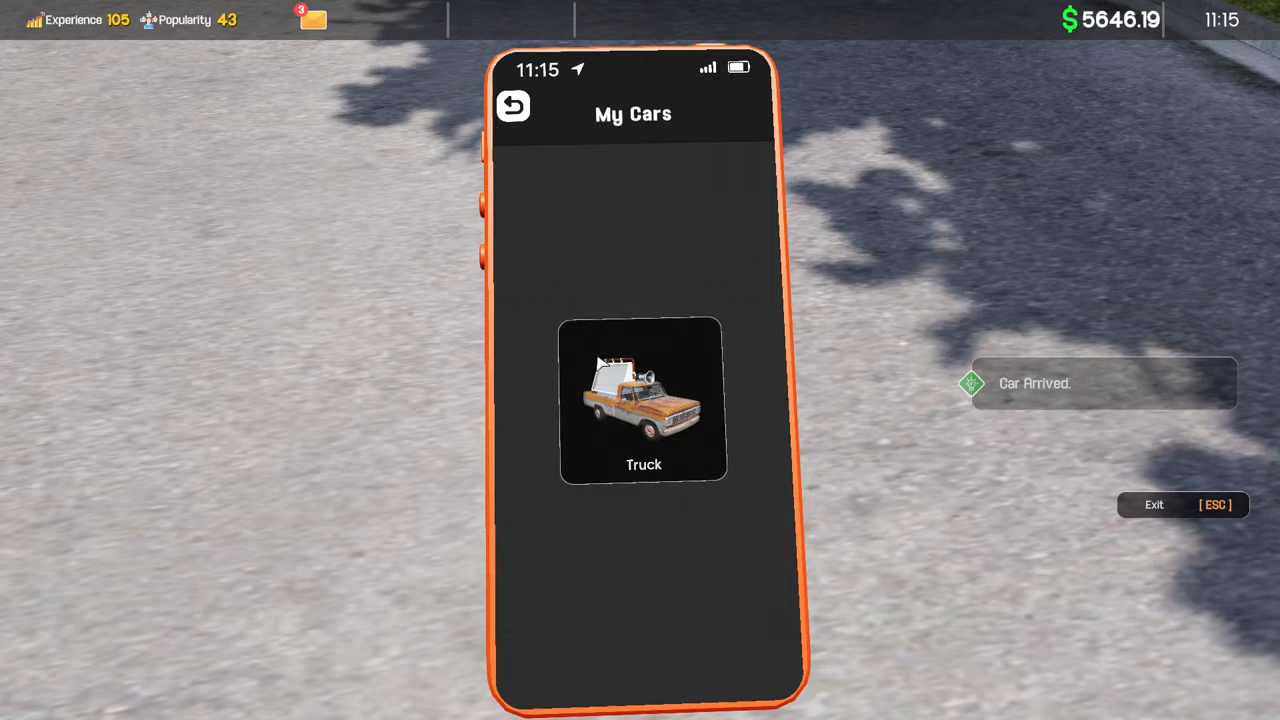 Experience 105 Popularity 43 3 $ 5646.19 11:15
11:15
My Cars
Car Arrived.
Truck
Exit [ ESC ]